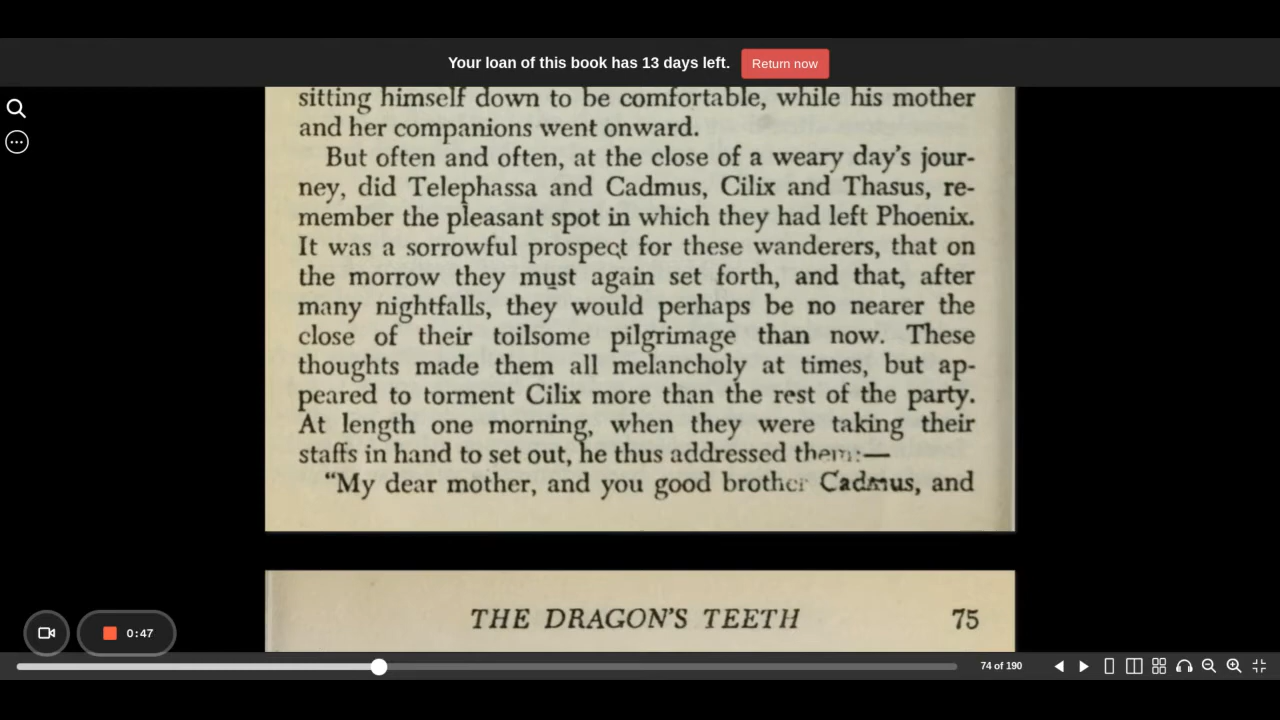 Your loan of this book has 13 days left. Return now
sitting himself down to be comfortable, while his mother
and her companions went onward.
But often and often, at the close of a weary day's jour-
ney, did Telephassa and Cadmus, Cilix and Thasus, re-
member the pleasant spot in which they had left Phoenix.
It was a sorrowful prospect for these wanderers, that on
the morrow they must again set forth, and that, after
many nightfalls, they would perhaps be no nearer the
close of their toilsome pilgrimage than now. These
thoughts made them all melancholy at times, but ap-
peared to torment Cilix more than the rest of the party.
At length one morning, when they were taking their
staffs in hand to set out, he thus addressed them:—
“My dear mother, and you good brother Cadmus, and
THE DRAGON'S TEETH 75
0:47
74 of 190